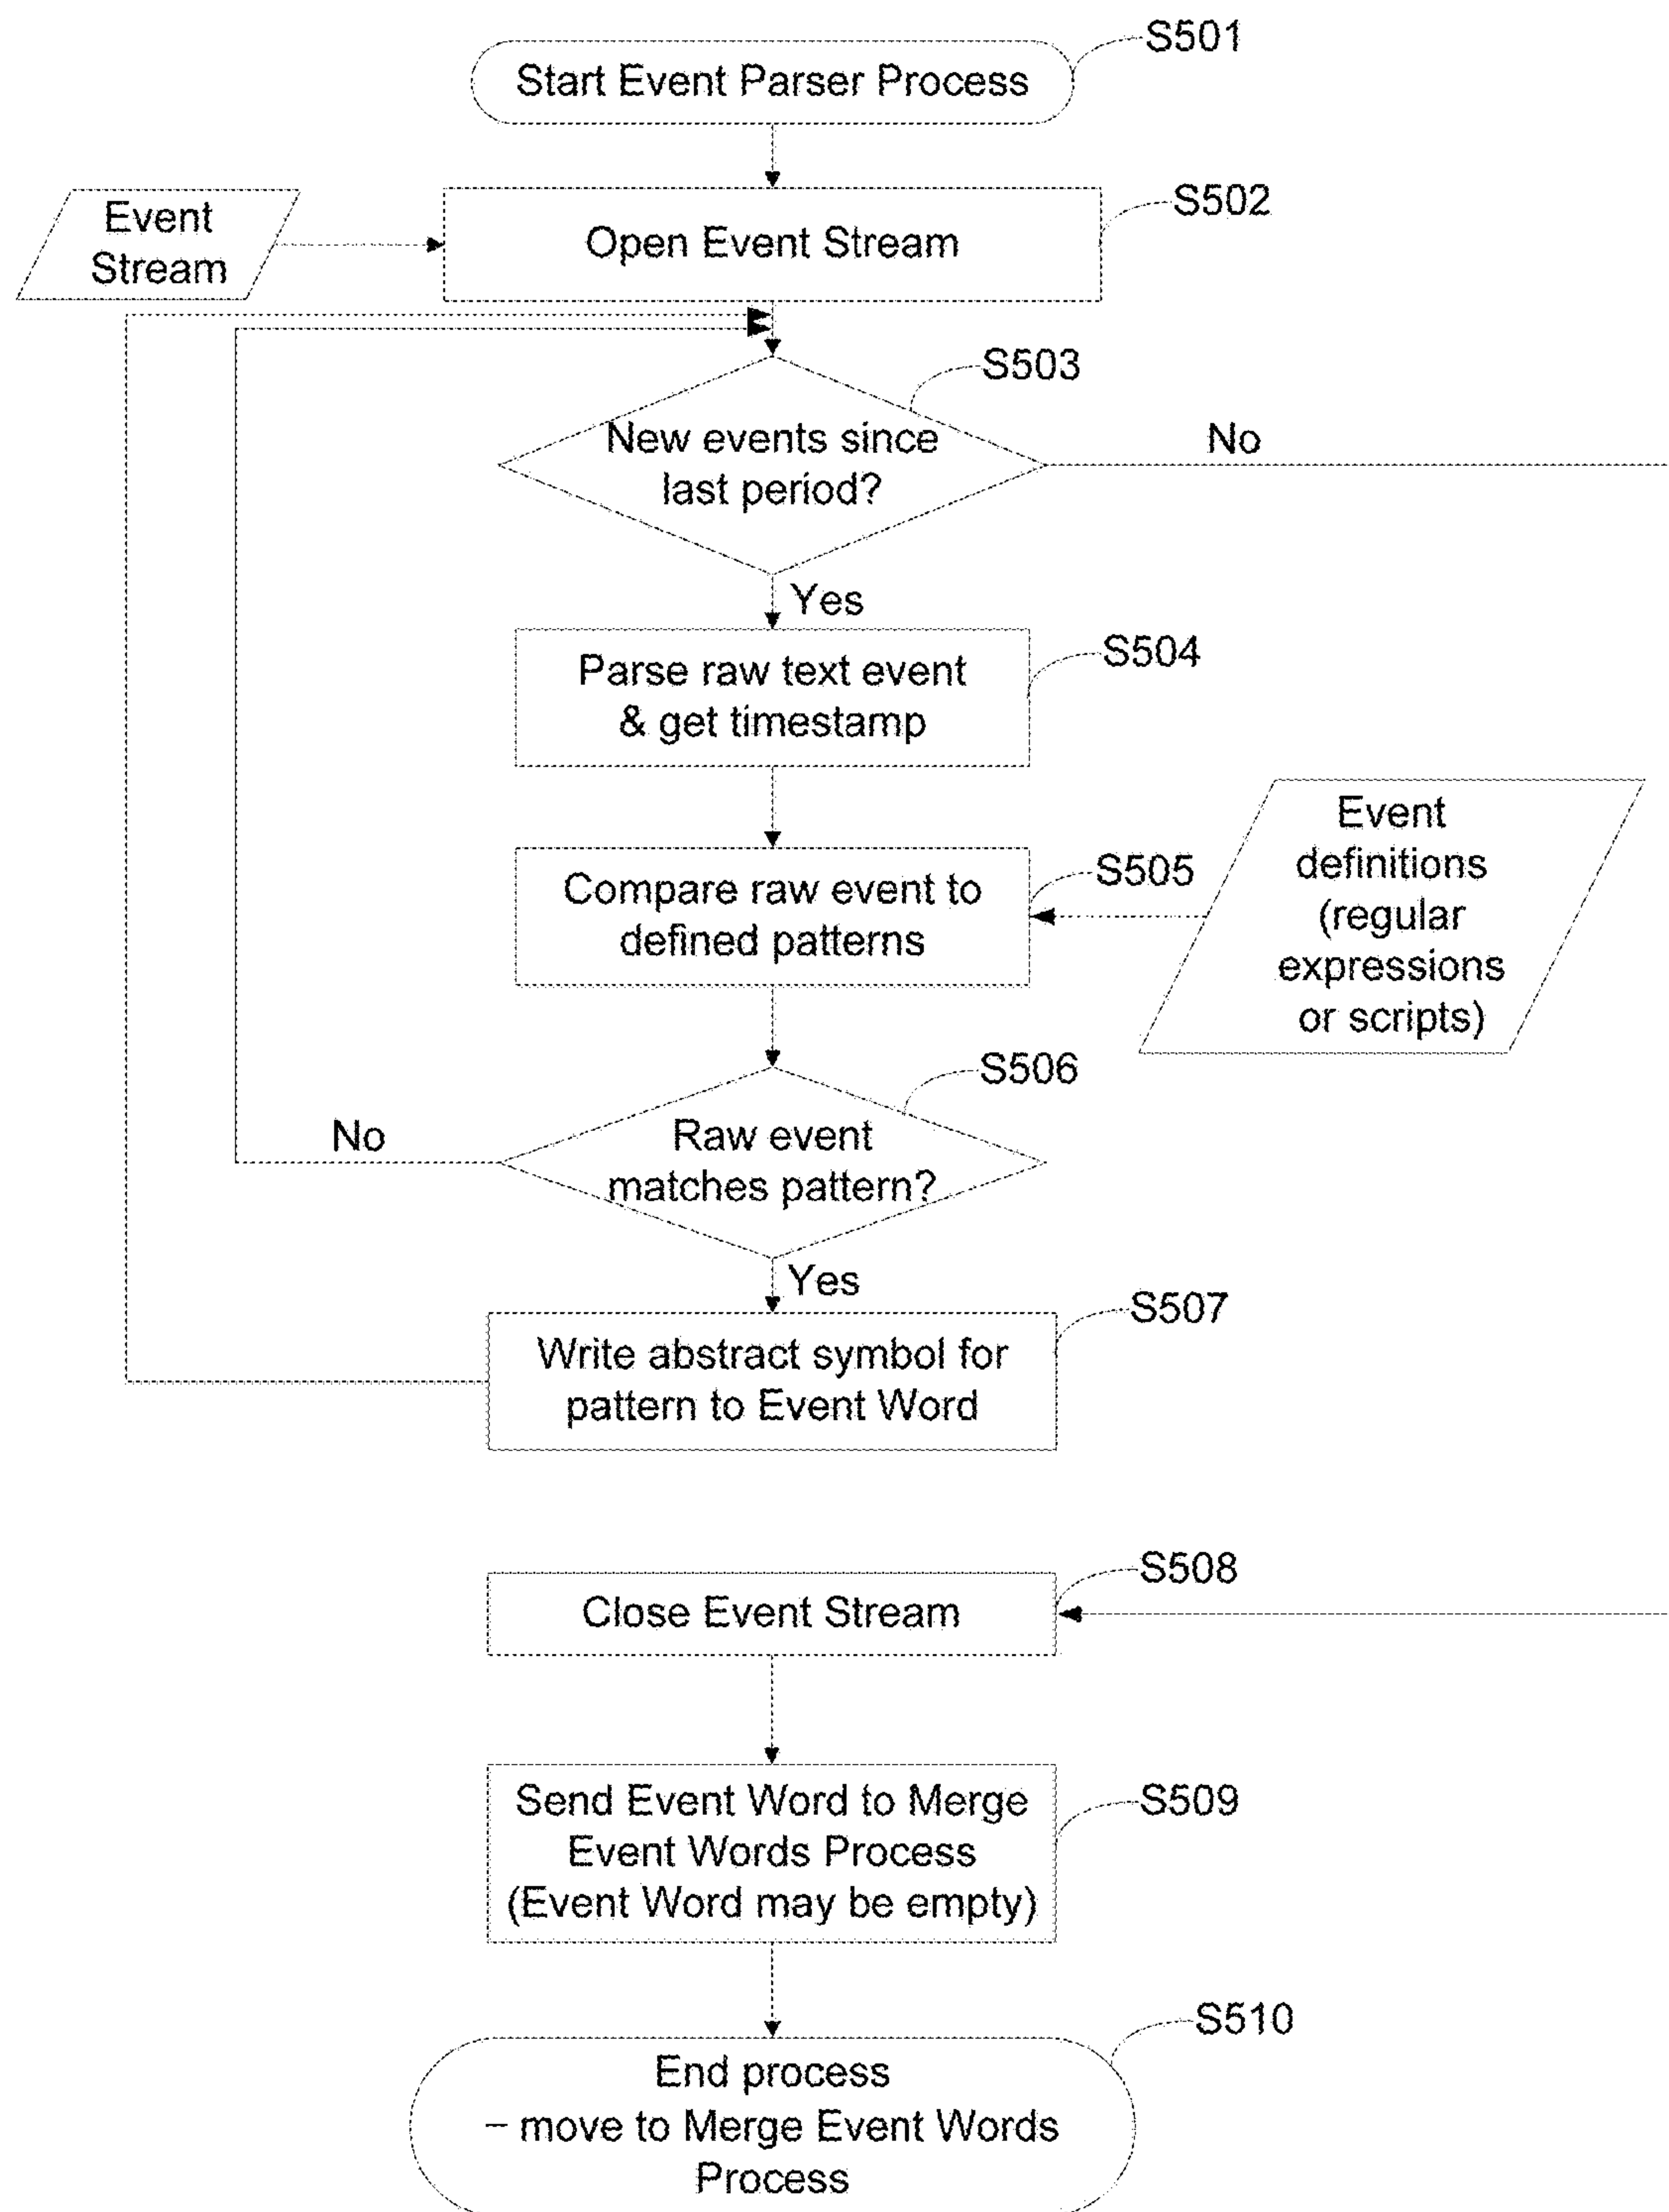 S501
Start Event Parser Process
S502
Event
Stream
Open Event Stream
S503
New events since
last period?
No
Yes
S504
Parse raw text event
& get timestamp
Event
definitions
(regular
expressions
or scripts)
S505
Compare raw event to
defined patterns
S506
No
Raw event
matches pattern?
Yes
S507
Write abstract symbol for
pattern to Event Word
S508
Close Event Stream
S509
Send Event Word to Merge
Event Words Process
(Event Word may be empty)
S510
End process
– move to Merge Event Words
Process